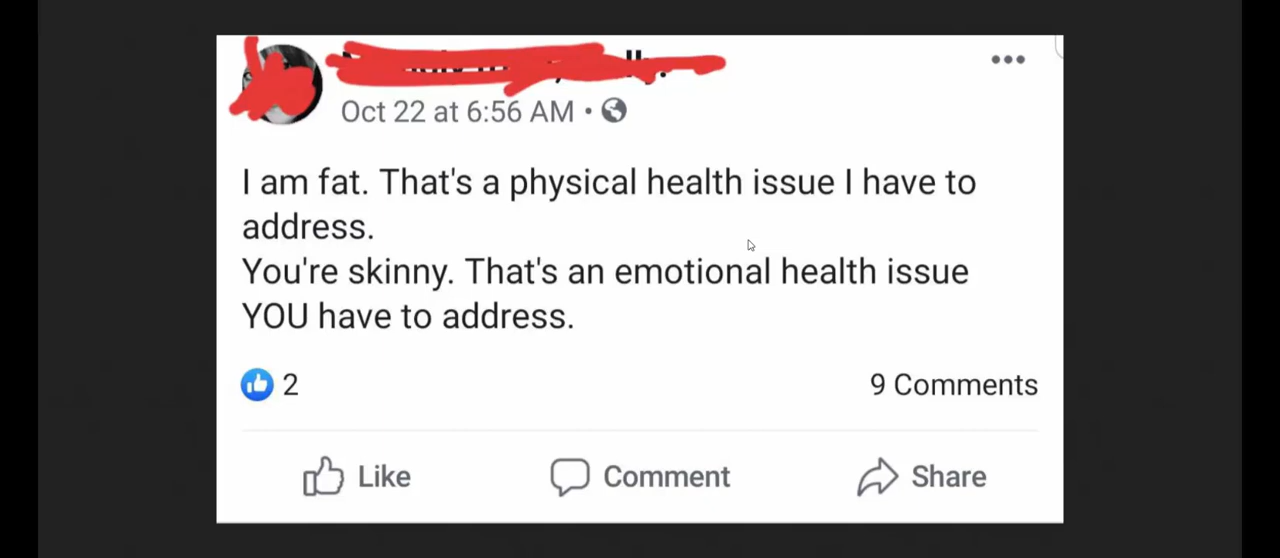 Oct 22 at 6:56 AM •
I am fat. That's a physical health issue I have to
address.
You're skinny. That's an emotional health issue
YOU have to address.
2
9 Comments
Like
Comment
Share